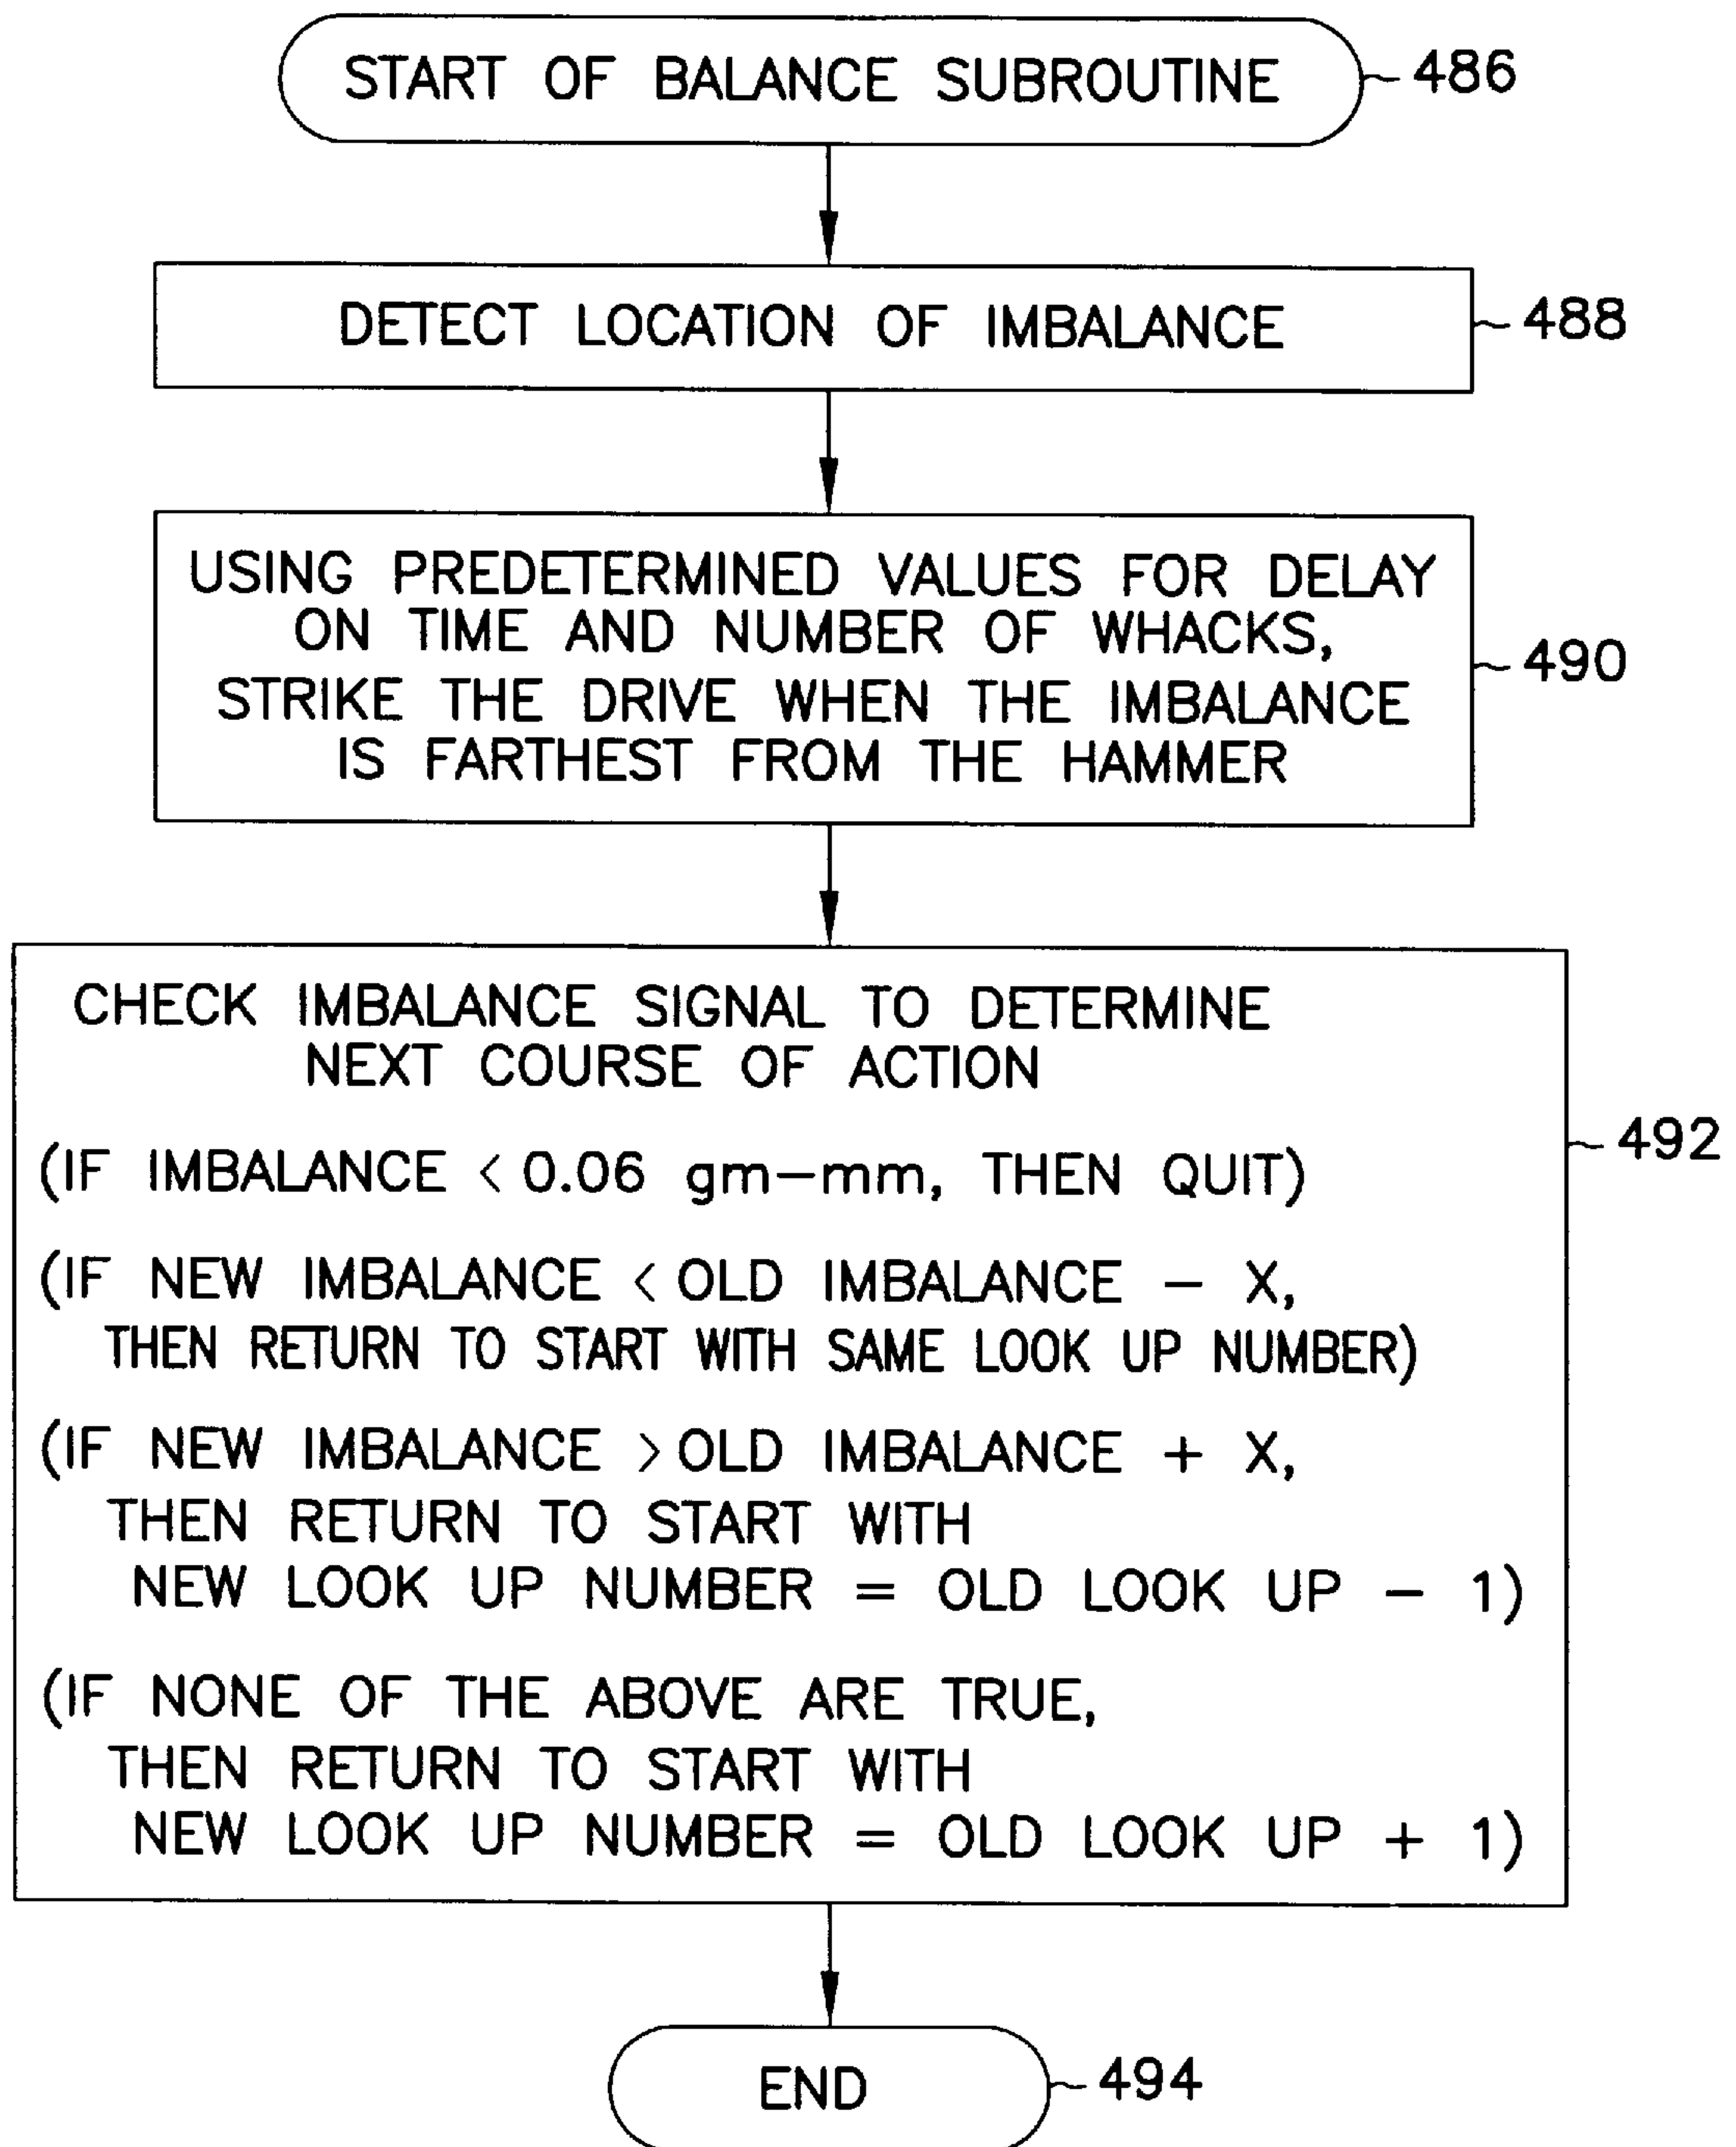 START OF BALANCE SUBROUTINE
486
DETECT LOCATION OF IMBALANCE
488
USING PREDETERMINED VALUES FOR DELAY
ON TIME AND NUMBER OF WHACKS,
STRIKE THE DRIVE WHEN THE IMBALANCE
IS FARTHEST FROM THE HAMMER
490
CHECK IMBALANCE SIGNAL TO DETERMINE
NEXT COURSE OF ACTION
(IF IMBALANCE < 0.06 gm-mm, THEN QUIT)
492
(IF NEW IMBALANCE < OLD IMBALANCE - X,
THEN RETURN TO START WITH SAME LOOK UP NUMBER)
(IF NEW IMBALANCE > OLD IMBALANCE + X,
THEN RETURN TO START WITH
NEW LOOK UP NUMBER = OLD LOOK UP - 1)
(IF NONE OF THE ABOVE ARE TRUE,
THEN RETURN TO START WITH
NEW LOOK UP NUMBER = OLD LOOK UP + 1)
END
494